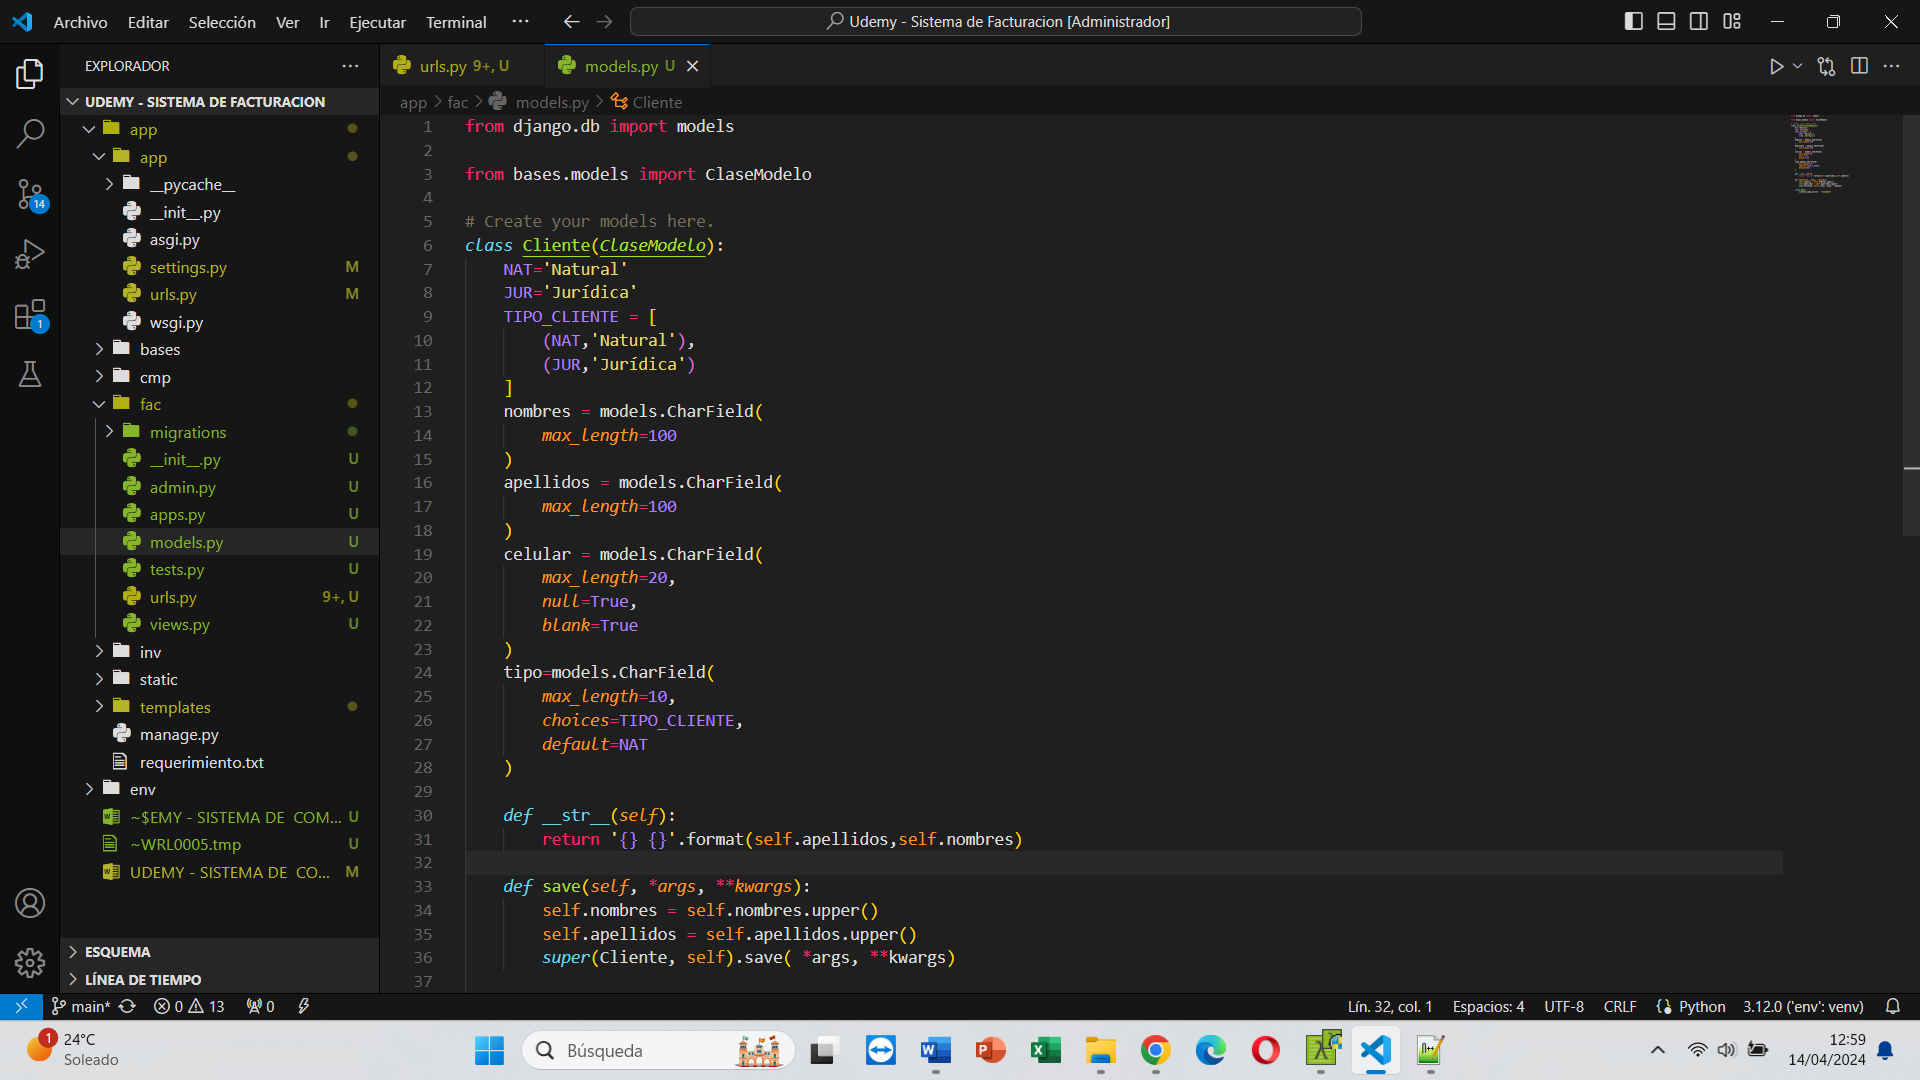 Archivo Editar Selección Ver Ir Ejecutar Terminal ··· Udemy - Sistema de Facturacion [Administrador]
EXPLORADOR
UDEMY - SISTEMA DE FACTURACION
app
app
__pycache__
__init__.py
asgi.py
settings.py M
urls.py M
wsgi.py
bases
cmp
fac
migrations
__init__.py U
admin.py U
apps.py U
models.py U
tests.py U
urls.py 9+, U
views.py U
inv
static
templates
manage.py
requerimiento.txt
env
~$EMY - SISTEMA DE COM... U
~WRL0005.tmp U
UDEMY - SISTEMA DE CO... M
ESQUEMA
LÍNEA DE TIEMPO
14
1
urls.py 9+, U models.py U
app > fac > models.py > Cliente
1 from django.db import models
2
3 from bases.models import ClaseModelo
4
5 # Create your models here.
6 class Cliente(ClaseModelo):
7 NAT='Natural'
8 JUR='Jurídica'
9 TIPO_CLIENTE = [
10 (NAT,'Natural'),
11 (JUR,'Jurídica')
12 ]
13 nombres = models.CharField(
14 max_length=100
15 )
16 apellidos = models.CharField(
17 max_length=100
18 )
19 celular = models.CharField(
20 max_length=20,
21 null=True,
22 blank=True
23 )
24 tipo=models.CharField(
25 max_length=10,
26 choices=TIPO_CLIENTE,
27 default=NAT
28 )
29
30 def __str__(self):
31 return '{} {}'.format(self.apellidos,self.nombres)
32
33 def save(self, *args, **kwargs):
34 self.nombres = self.nombres.upper()
35 self.apellidos = self.apellidos.upper()
36 super(Cliente, self).save( *args, **kwargs)
37
main* 0 13 0 Lín. 32, col. 1 Espacios: 4 UTF-8 CRLF Python 3.12.0 ('env': venv)
1 24°C
Soleado
Búsqueda
12:59
14/04/2024